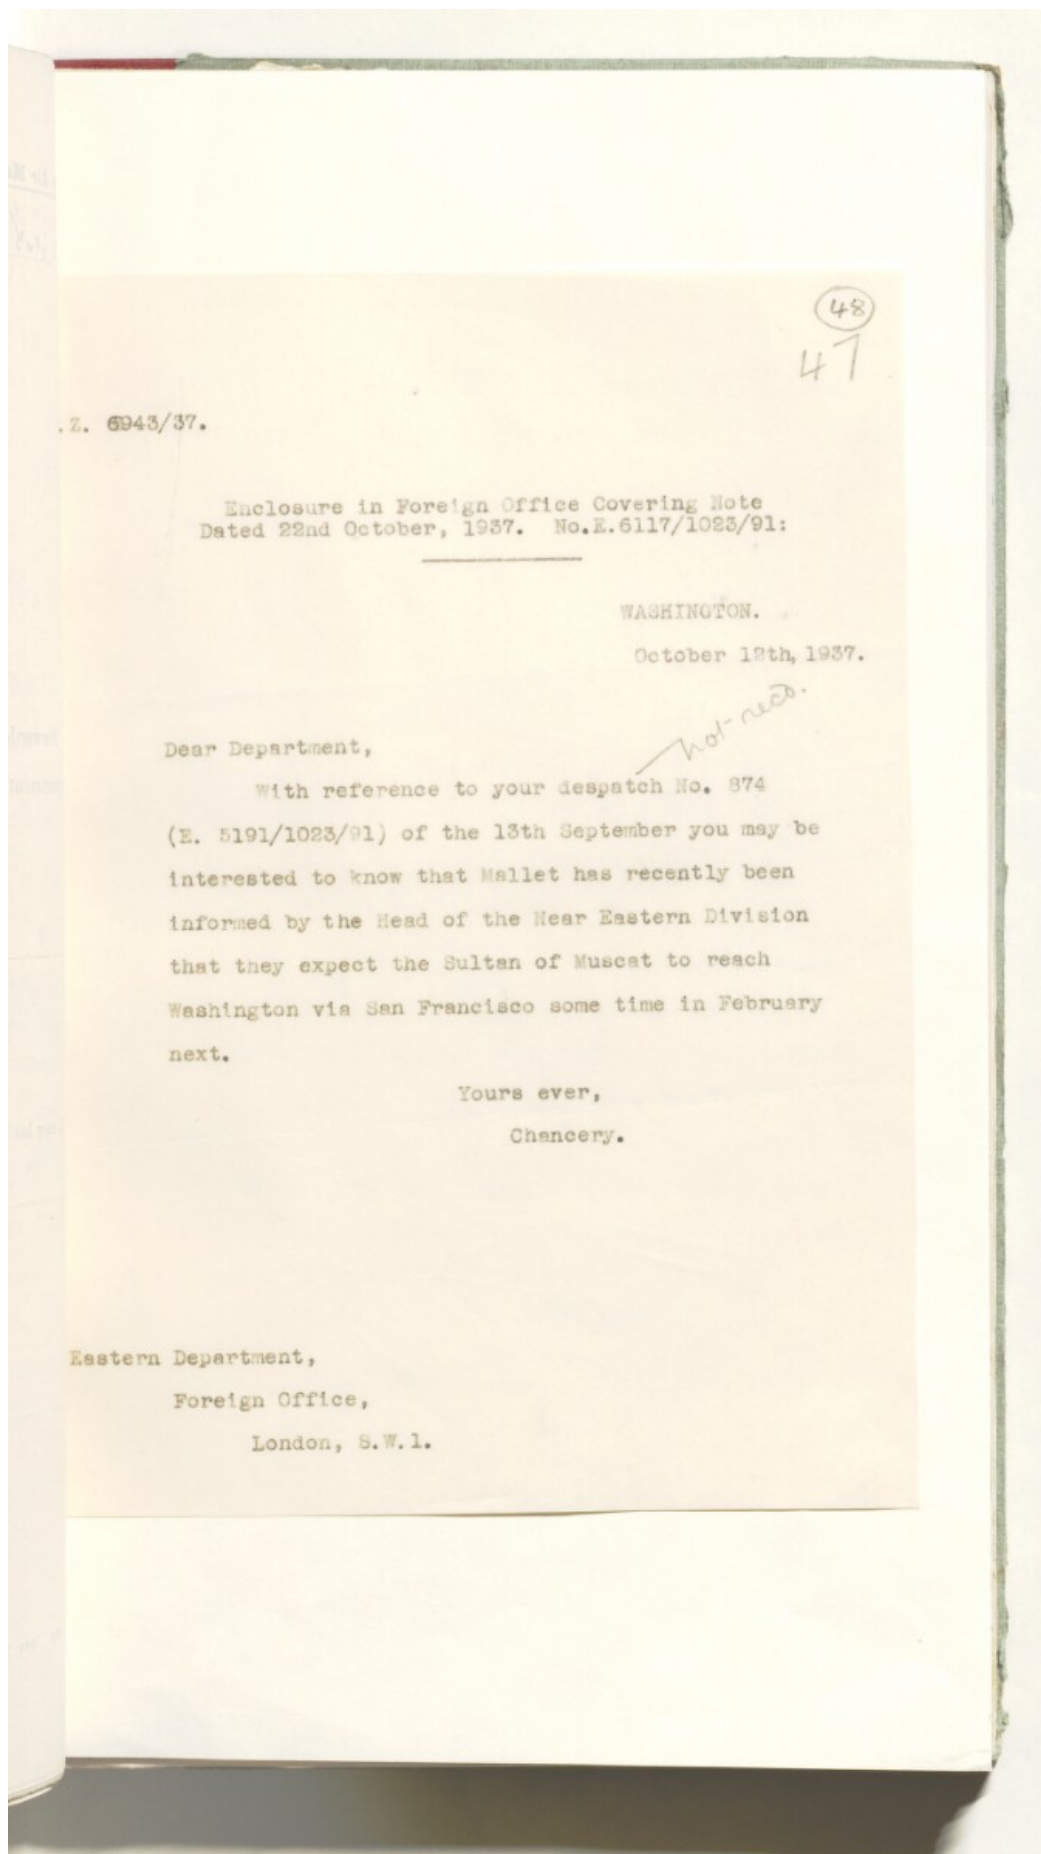 48
47
.Z. 6943/37.
Enclosure in Foreign Office Covering Note
Dated 22nd October, 1937. No.E.6117/1023/91:
WASHINGTON.
October 12th, 1937.
not recd.
Dear Department,
With reference to your despatch No. 874
(E. 5191/1023/91) of the 13th September you may be
interested to know that Mallet has recently been
informed by the Head of the Near Eastern Division
that they expect the Sultan of Muscat to reach
Washington via San Francisco some time in February
next.
Yours ever,
Chancery.
Eastern Department,
Foreign Office,
London, S.W.1.